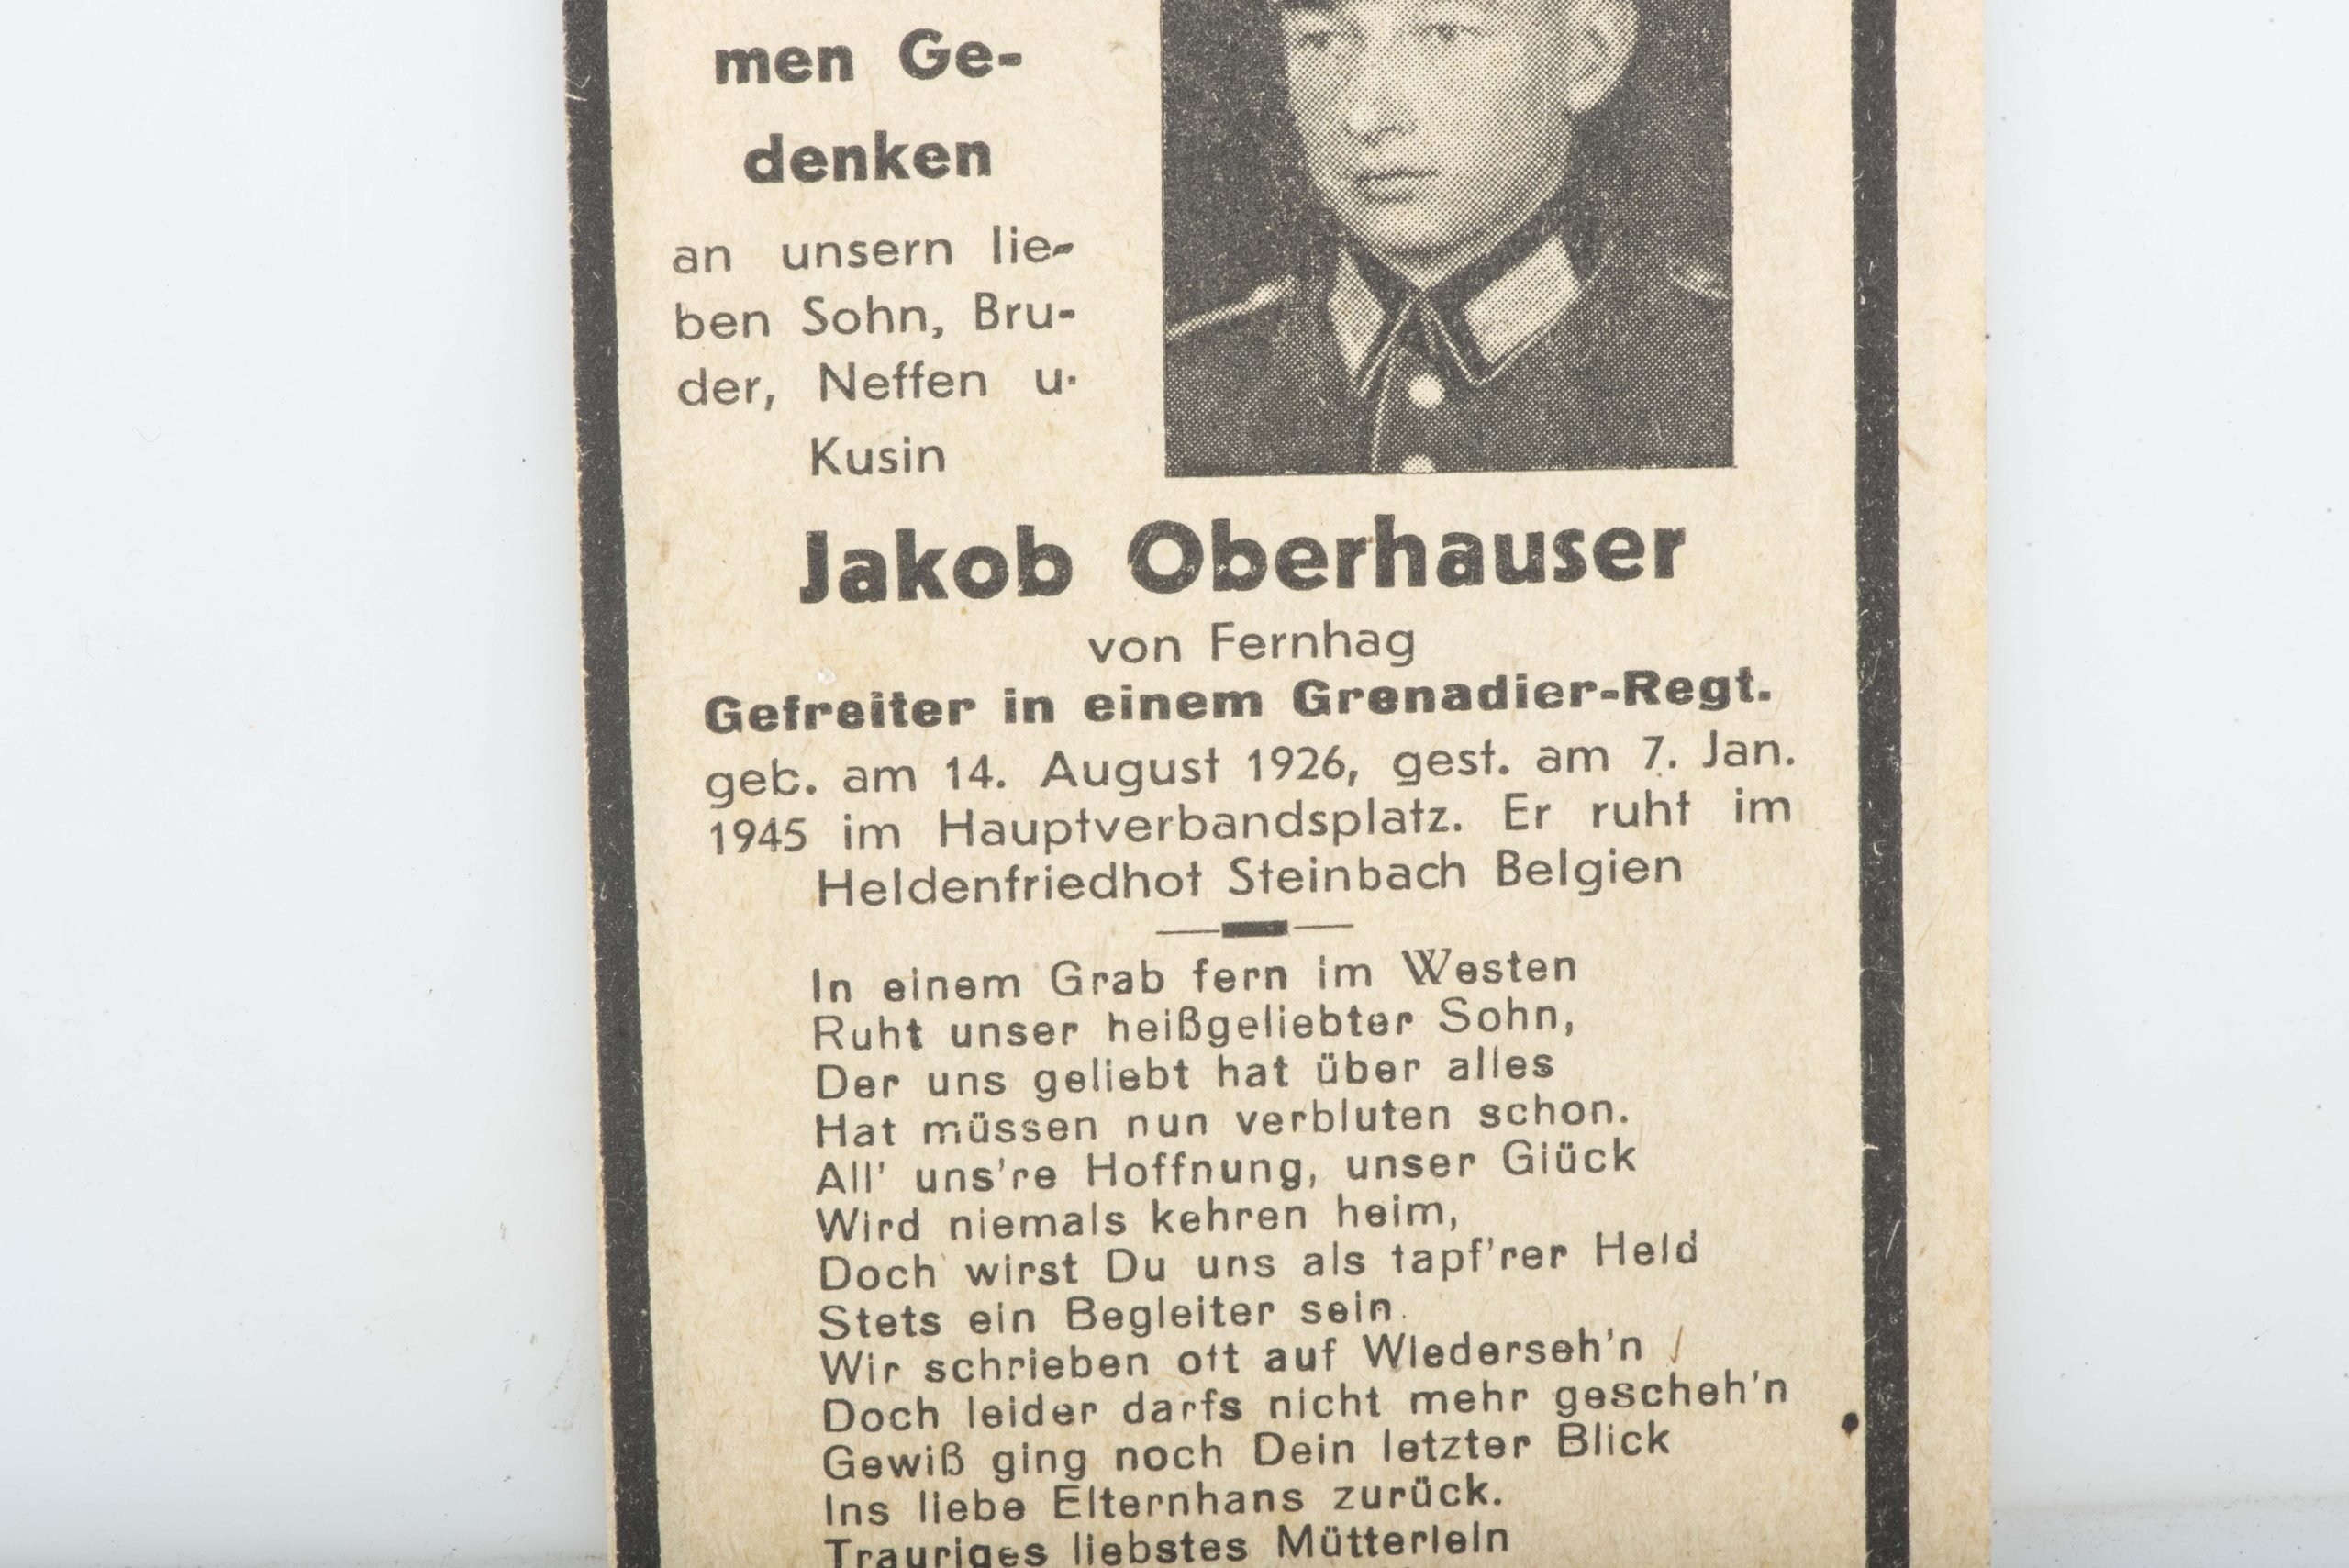 men Ge-
denken
an unsern lie-
ben Sohn, Bru-
der, Neffen u.
Kusin
Jakob Oberhauser
von Fernhag
Gefreiter in einem Grenadier-Regt.
geb. am 14. August 1926, gest. am 7. Jan.
1945 im Hauptverbandsplatz. Er ruht im
Heldenfriedhof Steinbach Belgien
In einem Grab fern im Westen
Ruht unser heißgeliebter Sohn,
Der uns geliebt hat über alles
Hat müssen nun verbluten schon.
All' uns're Hoffnung, unser Glück
Wird niemals kehren heim,
Doch wirst Du uns als tapf'rer Held
Stets ein Begleiter sein.
Wir schrieben oft auf Wiederseh'n
Doch leider darfs nicht mehr gescheh'n
Gewiß ging noch Dein letzter Blick
Ins liebe Elternhans zurück.
Trauriges liebstes Mütterlein